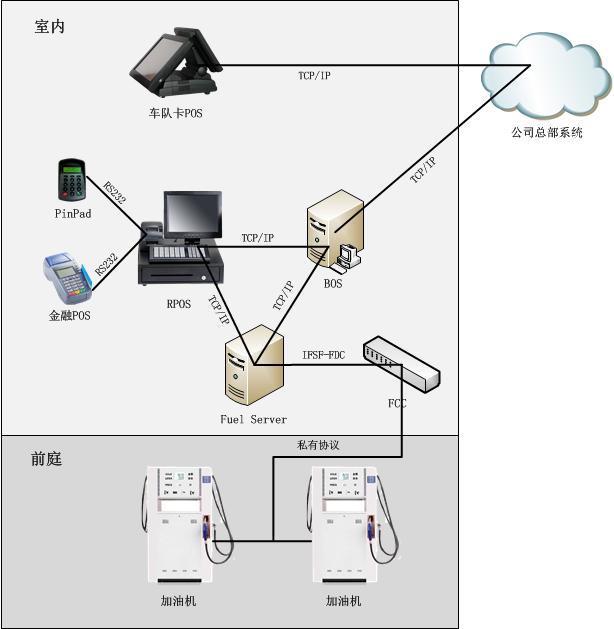 室内
TCP/IP
车队卡POS
公司总部系统
TCP/IP
RS232
PinPad
TCP/IP
RS232
BOS
金融POS
RPOS
TCP/IP
TCP/IP
IFSF-FDC
FCC
Fuel Server
私有协议
前庭
加油机
加油机